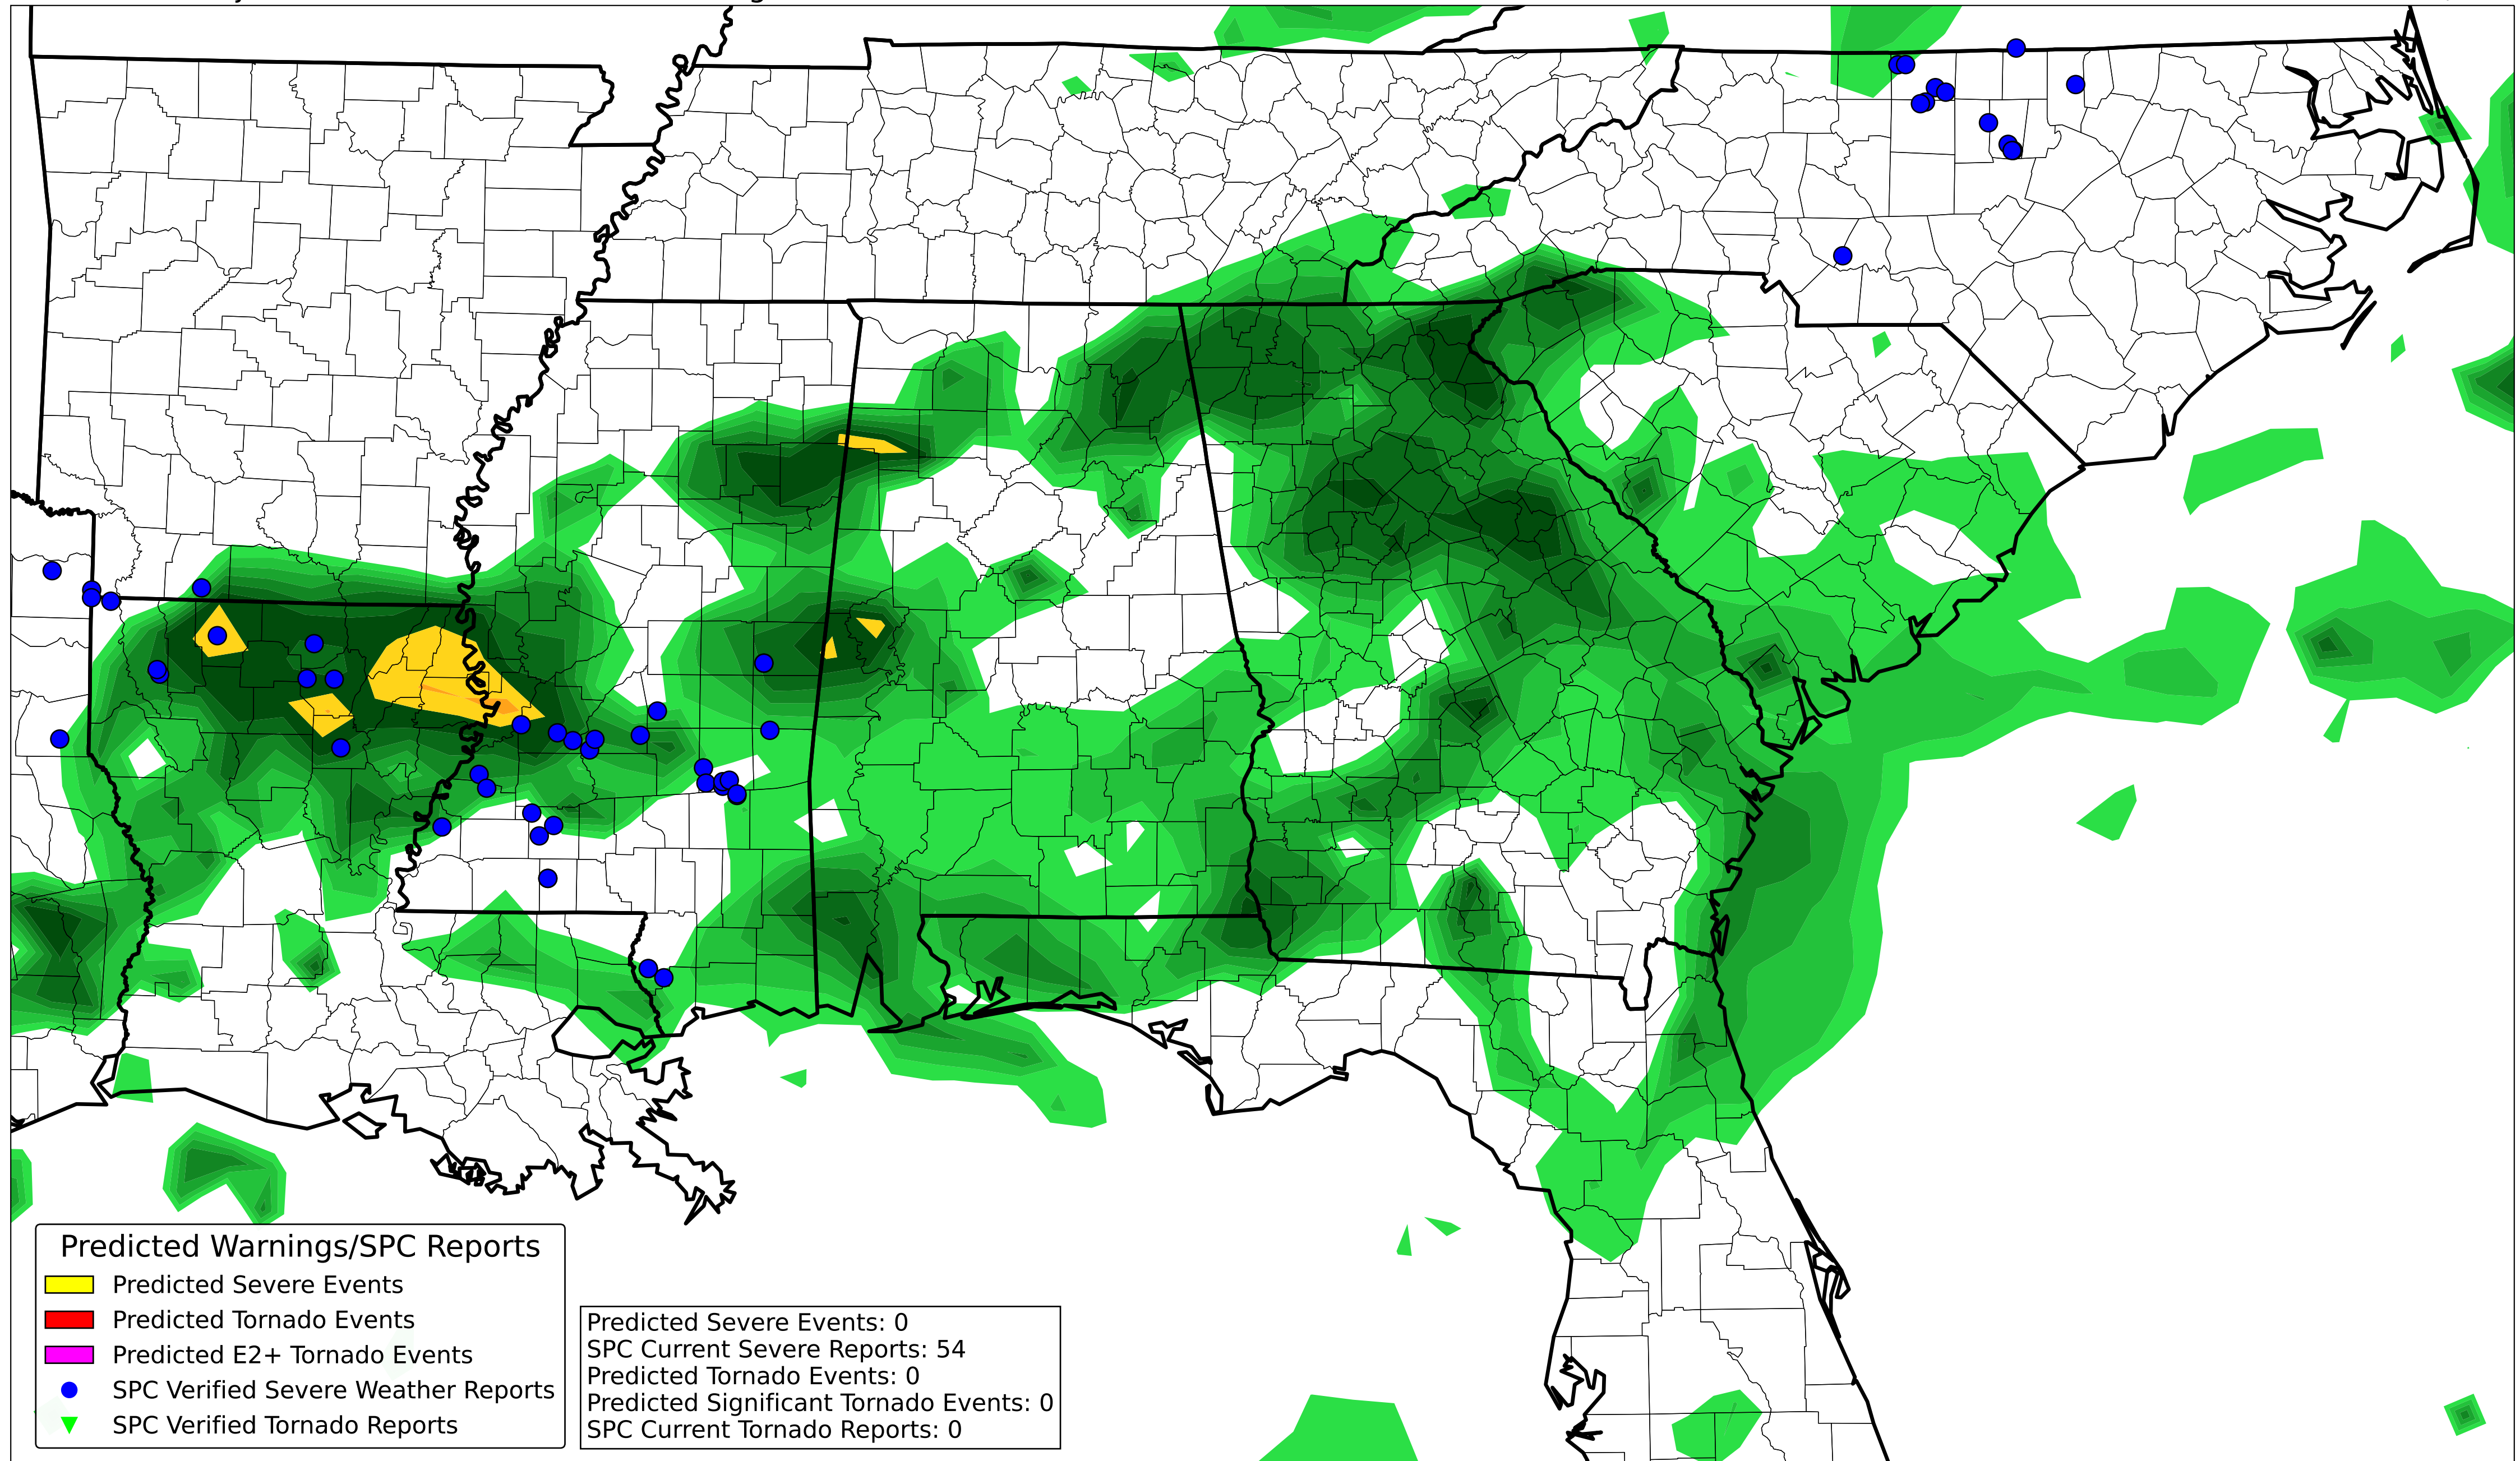 Predicted Warnings/SPC Reports
Predicted Severe Events
Predicted Tornado Events
Predicted E2+ Tornado Events
SPC Verified Severe Weather Reports
SPC Verified Tornado Reports
Predicted Severe Events: 0
SPC Current Severe Reports: 54
Predicted Tornado Events: 0
Predicted Significant Tornado Events: 0
SPC Current Tornado Reports: 0